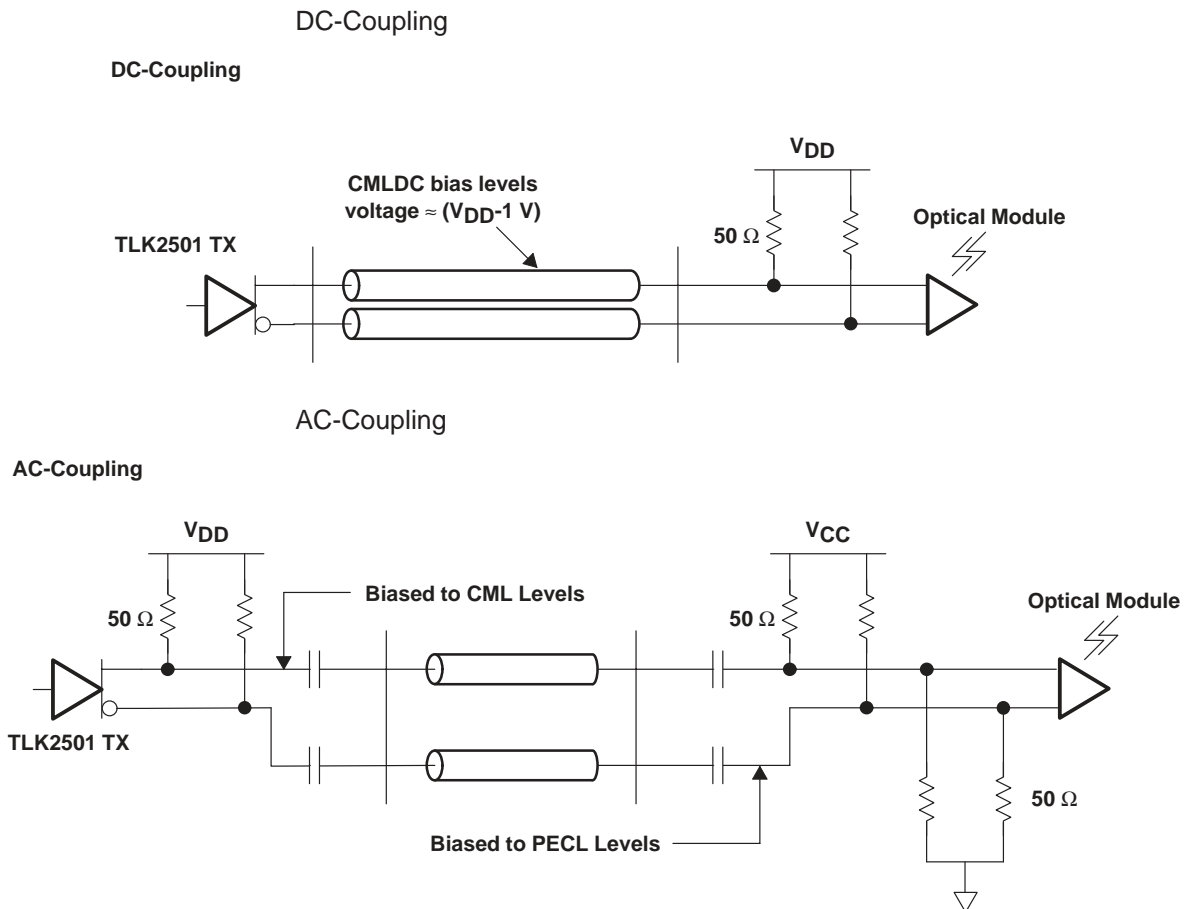 DC-Coupling
DC-Coupling
VDD
CMLDC bias levels
voltage ≈ (VDD-1 V)
Optical Module
50 Ω
TLK2501 TX
AC-Coupling
AC-Coupling
VDD
VCC
Biased to CML Levels
Optical Module
50 Ω
50 Ω
TLK2501 TX
50 Ω
Biased to PECL Levels